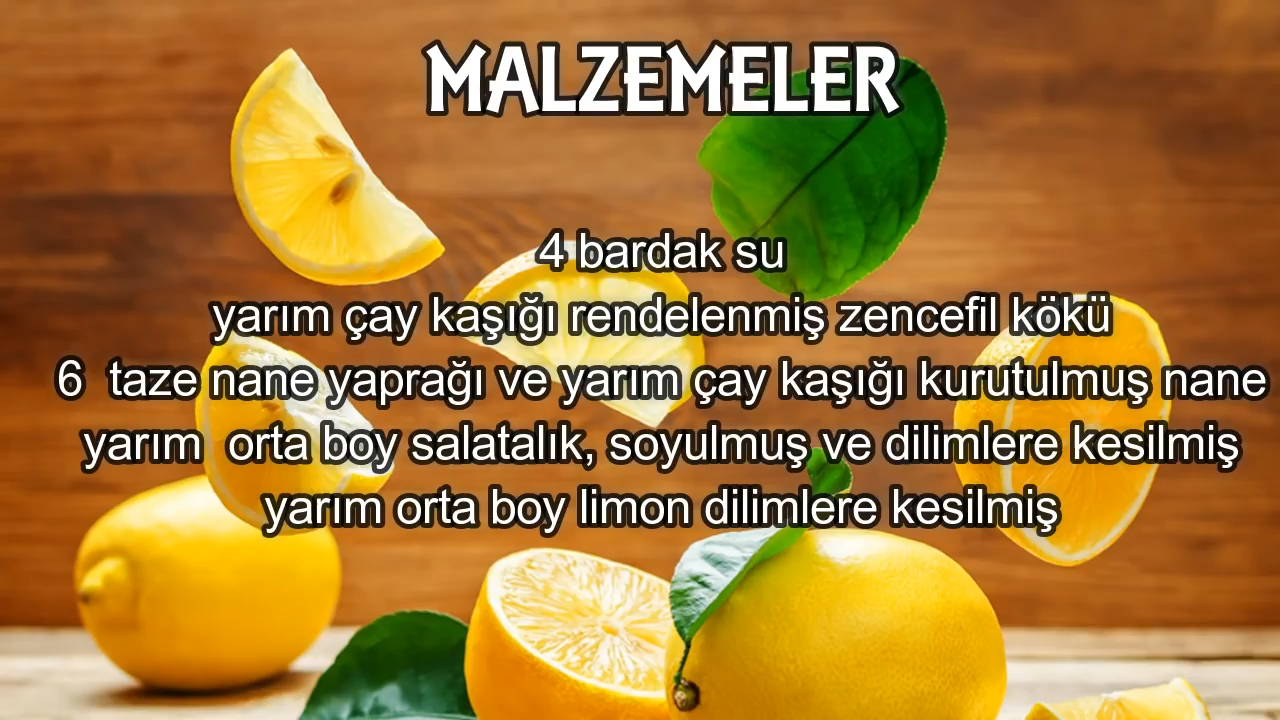 MALZEMELER
4 bardak su
yarım çay kaşığı rendelenmiş zencefil kökü
6 taze nane yaprağı ve yarım çay kaşığı kurutulmuş nane
yarım orta boy salatalık, soyulmuş ve dilimlere kesilmiş
yarım orta boy limon dilimlere kesilmiş